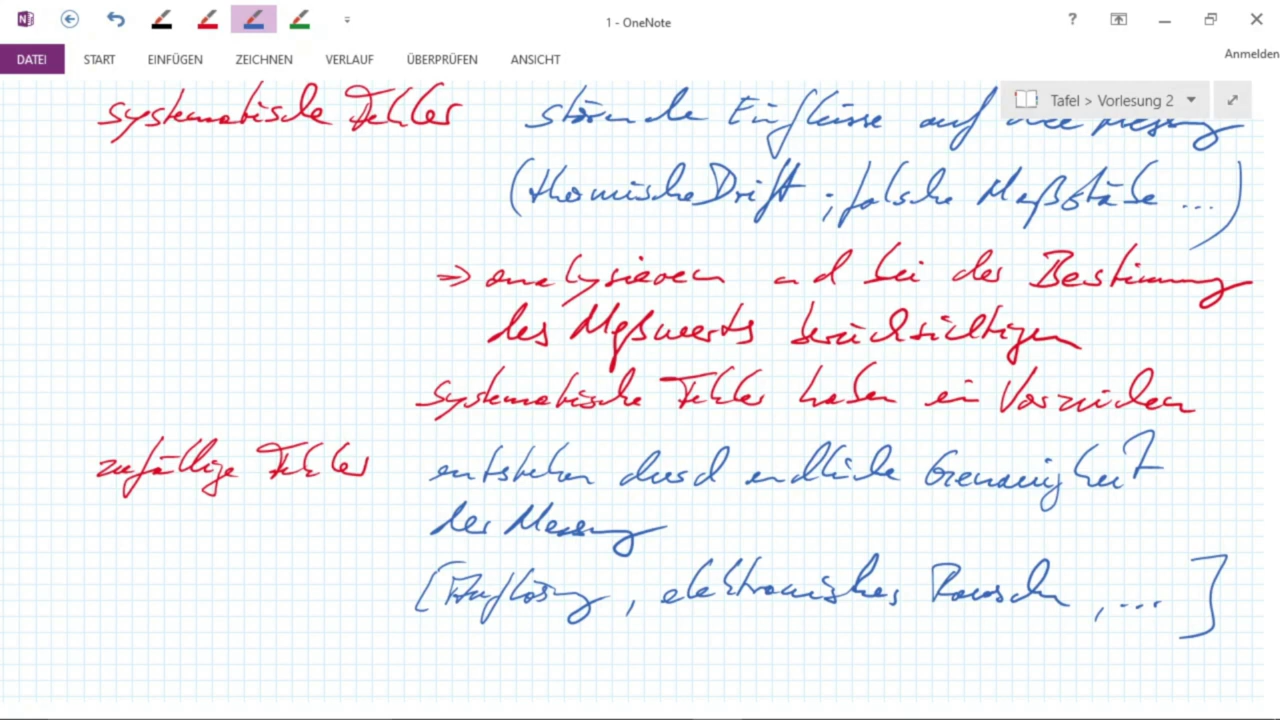 1 - OneNote
Anmelden
DATEI START EINFÜGEN ZEICHNEN VERLAUF ÜBERPRÜFEN ANSICHT
Tafel > Vorlesung 2
systematische Fehler störende Einflüsse auf die Messung
(thermische Drift ; falsche Maßstäbe ... )
⇒ analysieren und bei der Bestimmung
des Meßwerts berücksichtigen
systematische Fehler haben ein Vorzeichen
zufällige Fehler entstehen durch endliche Genauigkeit
der Messung
[Auflösung, elektronisches Rauschen, ... ]